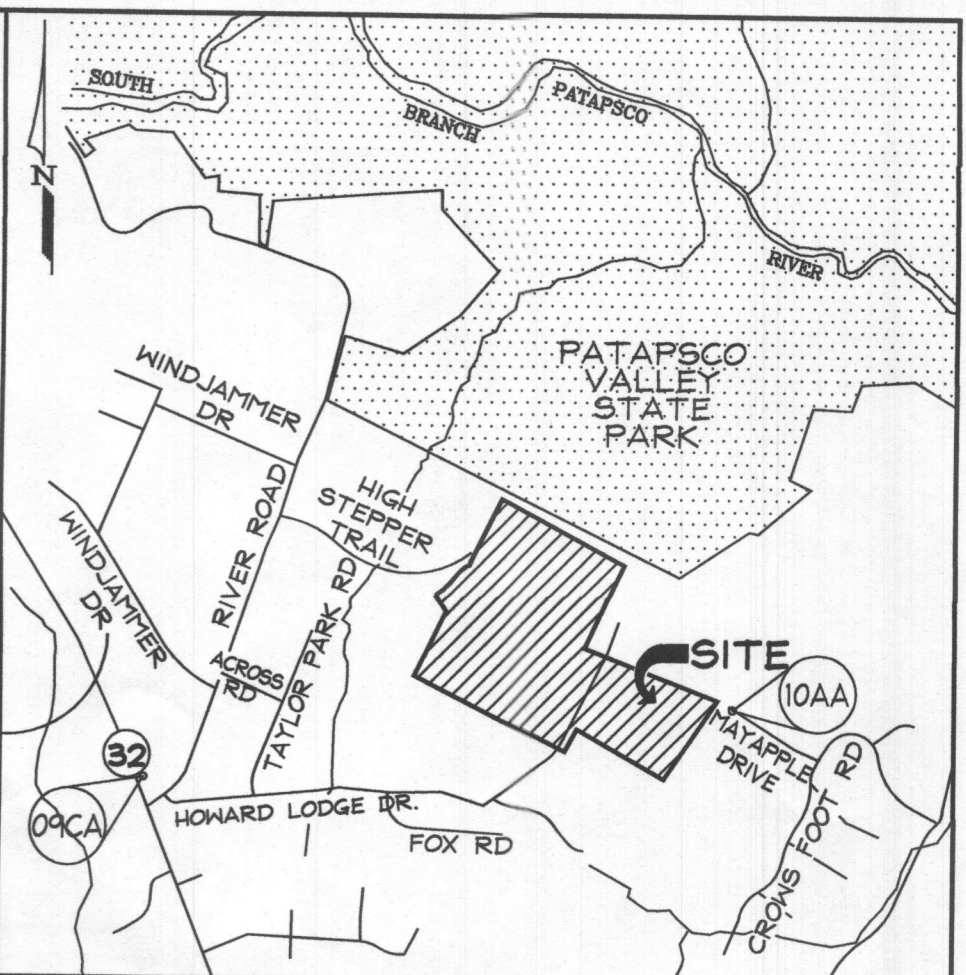 SOUTH
BRANCH
PATAPSCO
RIVER
N
PATAPSCO
VALLEY
STATE
PARK
WINDJAMMER
DR
HIGH
STEPPER
TRAIL
RIVER ROAD
WINDJAMMER
DR
TAYLOR PARK RD
ACROSS
RD
SITE
10AA
MAYAPPLE
DRIVE
CROWS FOOT RD
32
09CA
HOWARD LODGE DR.
FOX RD